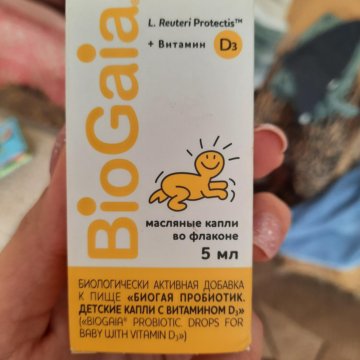 BioGaia
L. Reuteri Protectis™
+ Витамин D₃
масляные капли
во флаконе
5 мл
БИОЛОГИЧЕСКИ АКТИВНАЯ ДОБАВКА
К ПИЩЕ «БИОГАЯ ПРОБИОТИК.
ДЕТСКИЕ КАПЛИ С ВИТАМИНОМ D₃»
(«BIOGAIA® PROBIOTIC DROPS FOR
BABY WITH VITAMIN D₃»)